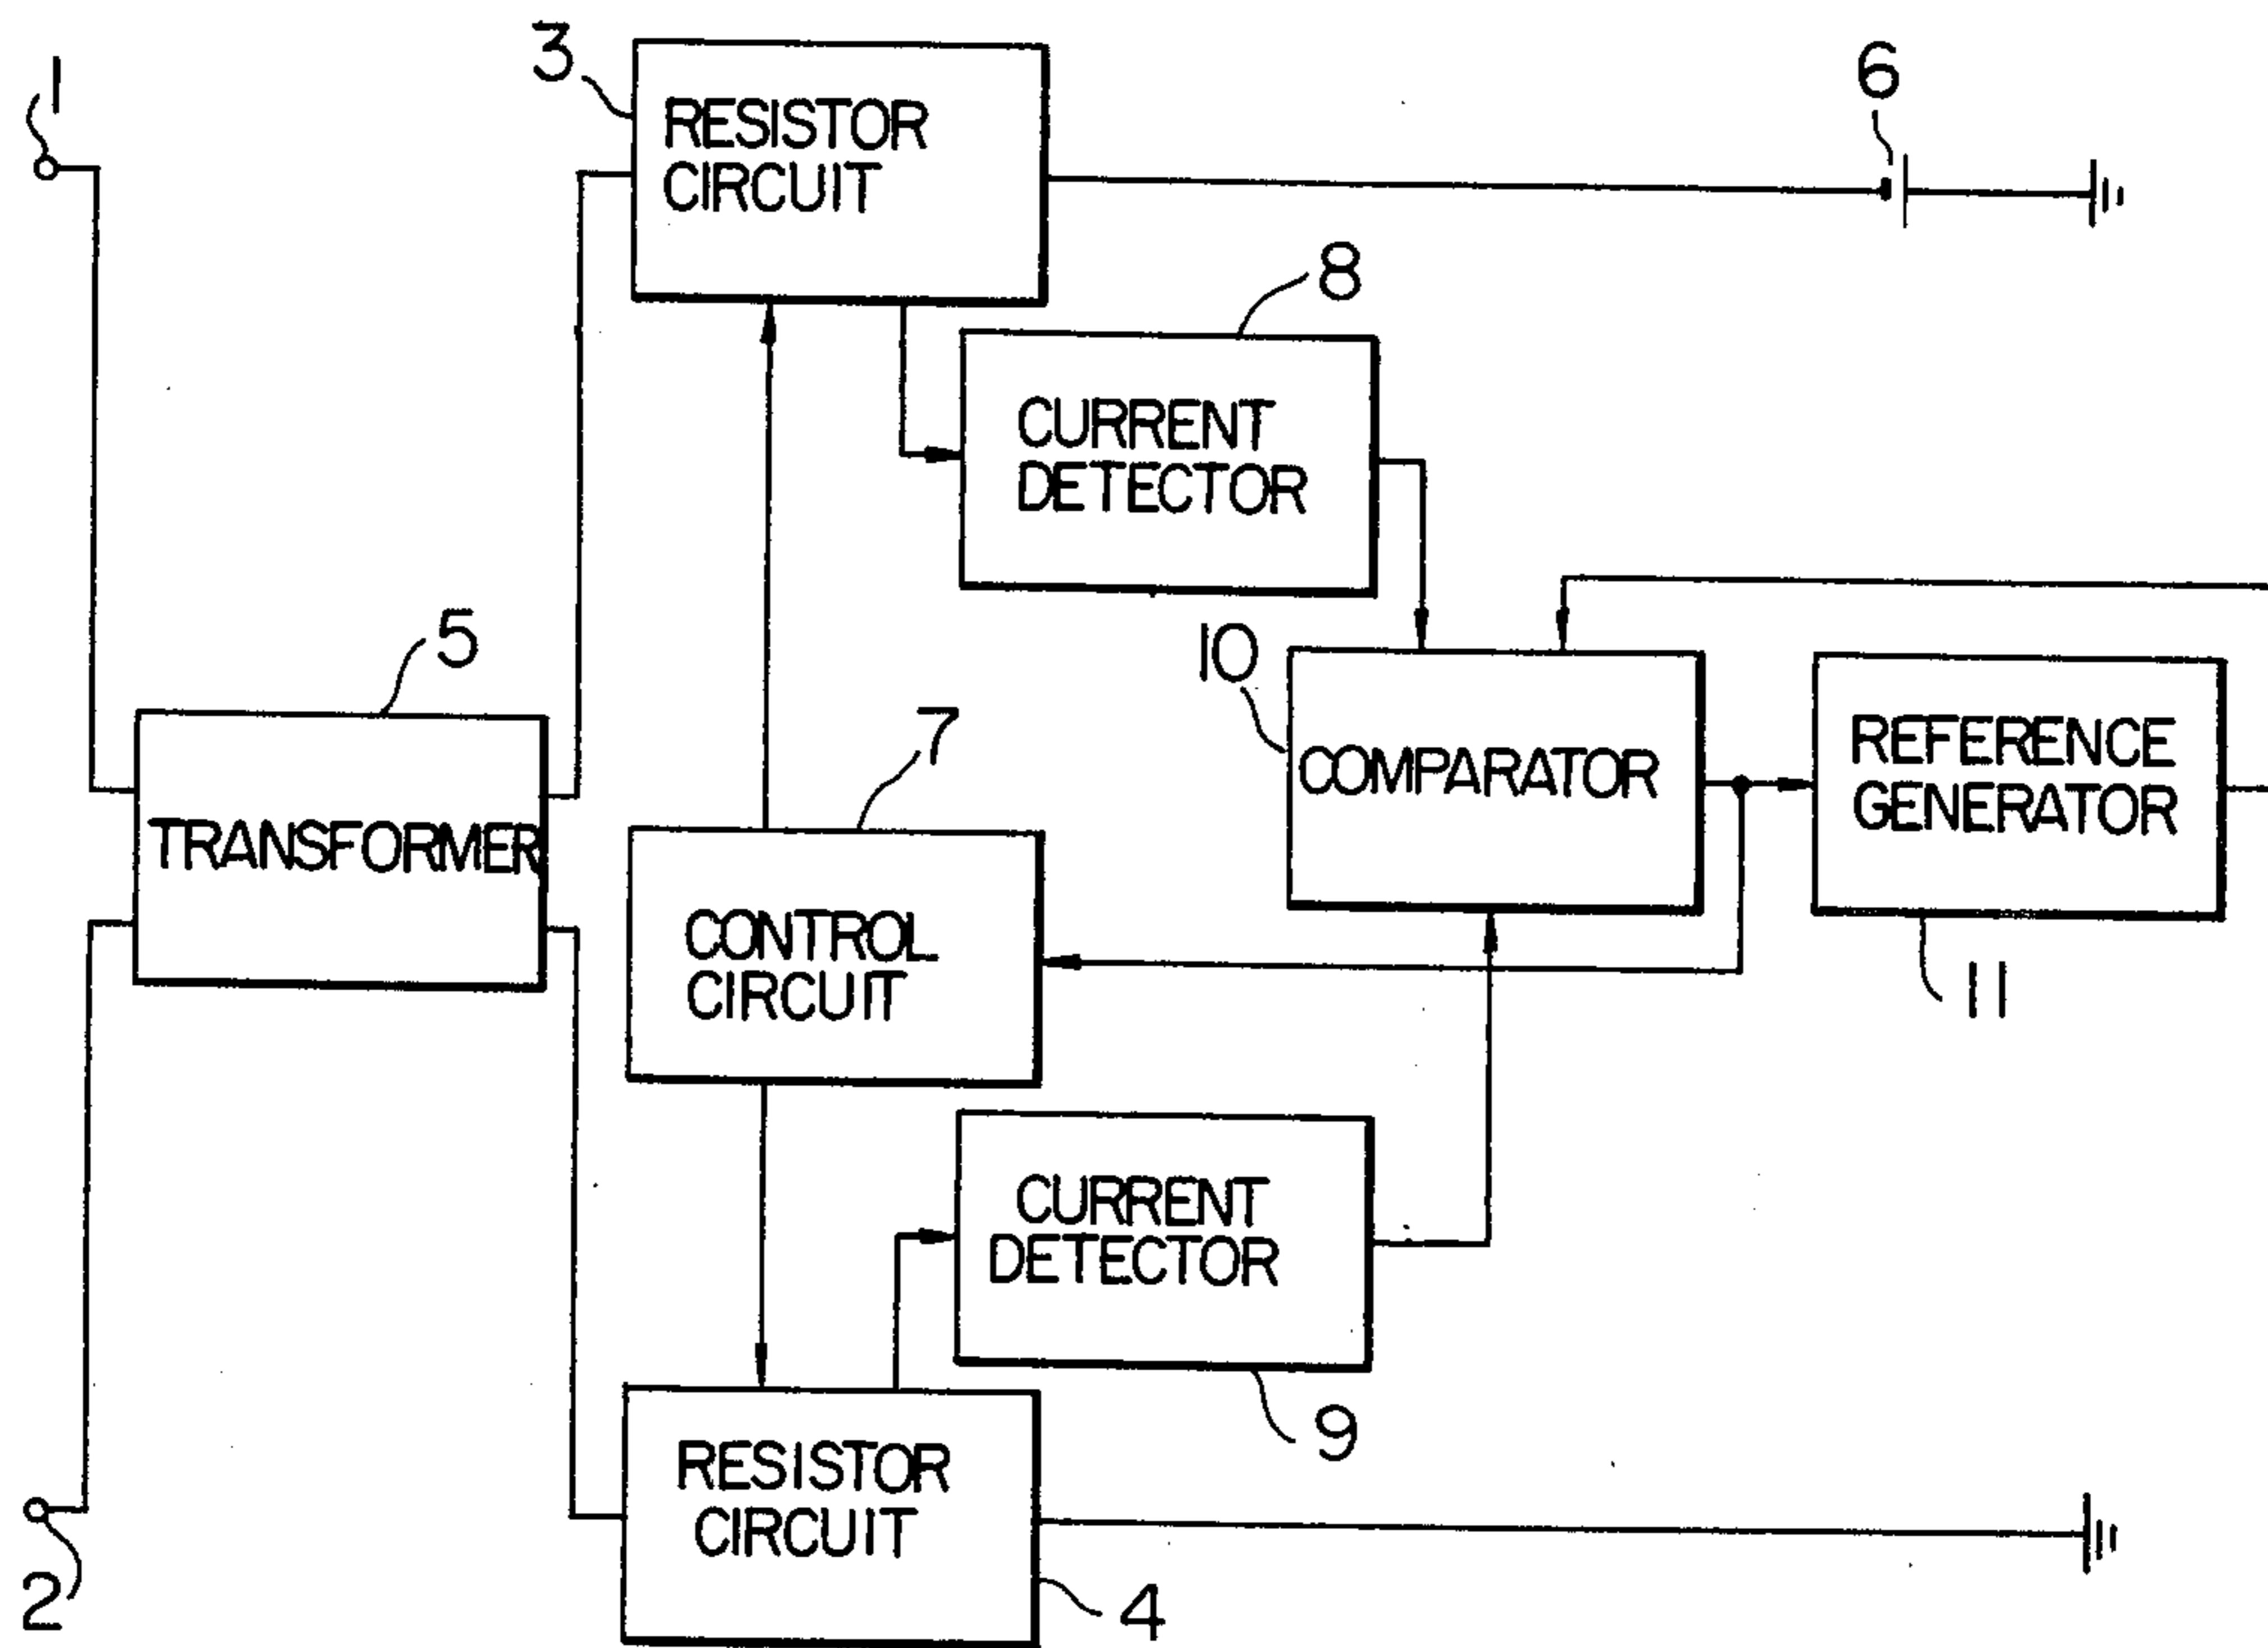 1
3
RESISTOR
CIRCUIT
6
8
CURRENT
DETECTOR
5
10
TRANSFORMER
7
COMPARATOR
REFERENCE
GENERATOR
CONTROL
CIRCUIT
11
CURRENT
DETECTOR
9
RESISTOR
CIRCUIT
2
4